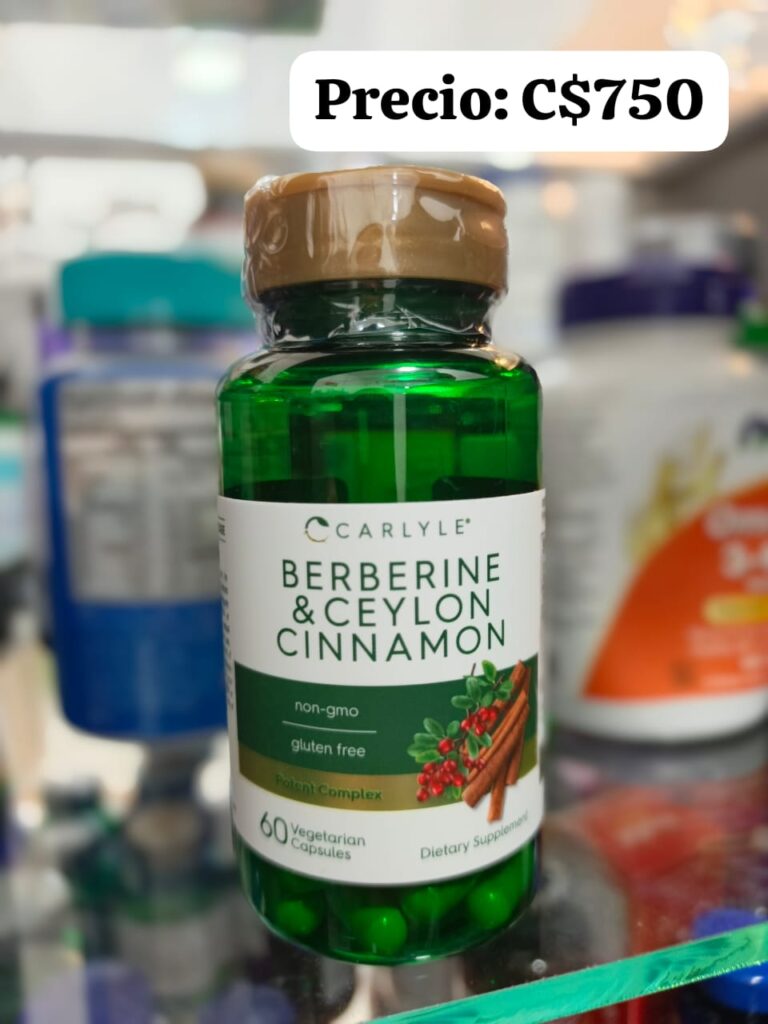 Precio: C$750
CARLYLE®
BERBERINE
& CEYLON
CINNAMON
non-gmo
gluten free
Potent Complex
60 Vegetarian
Capsules
Dietary Supplement